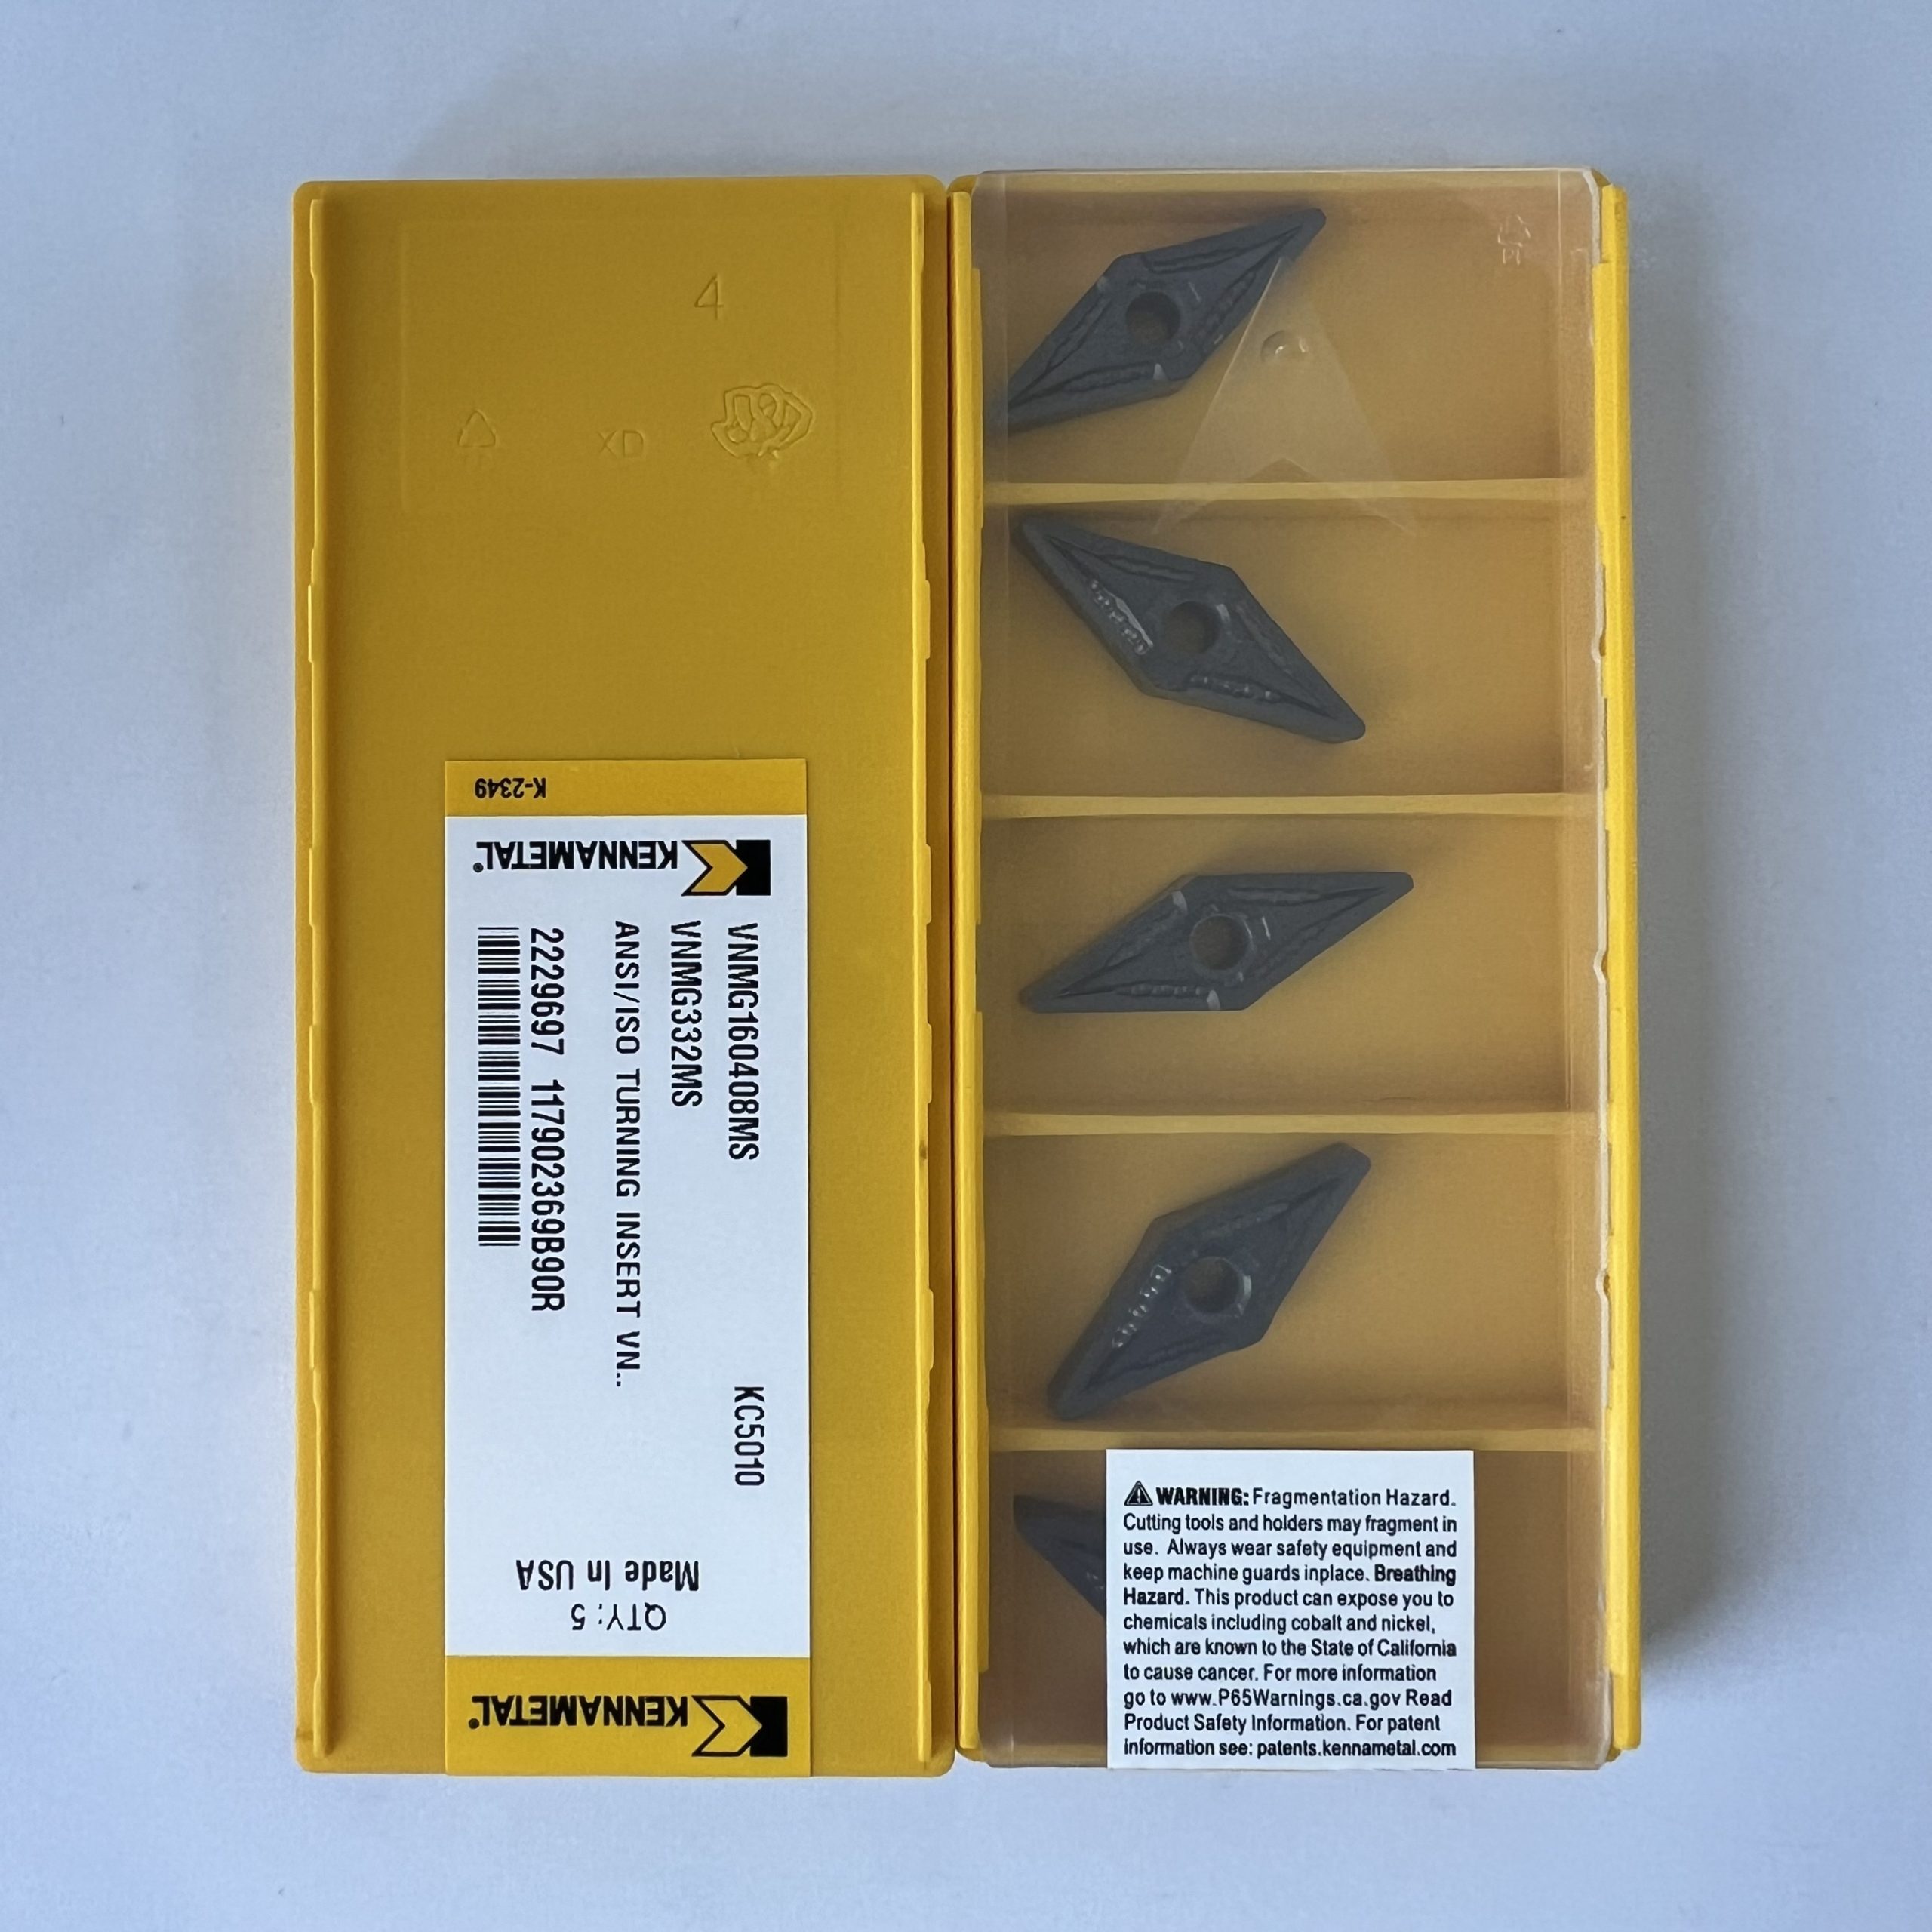 4
XD
K-2349
KENNAMETAL®
VNMG160408MS KC5010
VNMG332MS
ANSI/ISO TURNING INSERT VN..
2229697 117902369B90R
Made In USA
QTY: 5
KENNAMETAL®
WARNING: Fragmentation Hazard.
Cutting tools and holders may fragment in
use. Always wear safety equipment and
keep machine guards inplace. Breathing
Hazard. This product can expose you to
chemicals including cobalt and nickel,
which are known to the State of California
to cause cancer. For more information
go to www.P65Warnings.ca.gov Read
Product Safety Information. For patent
information see: patents.kennametal.com